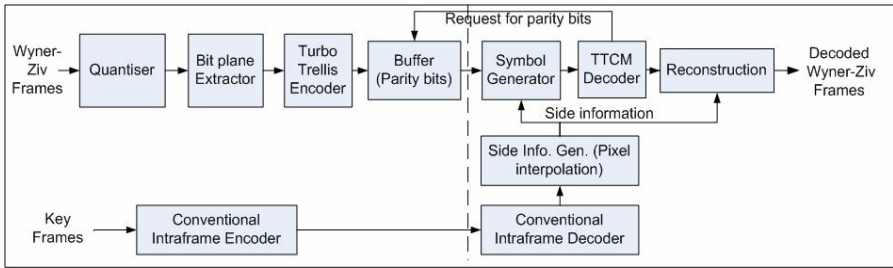 Request for parity bits
Wyner-
Ziv
Frames
Quantiser
Bit plane
Extractor
Turbo
Trellis
Encoder
Buffer
(Parity bits)
Symbol
Generator
TTCM
Decoder
Reconstruction
Decoded
Wyner-Ziv
Frames
Side information
Side Info. Gen. (Pixel
interpolation)
Key
Frames
Conventional
Intraframe Encoder
Conventional
Intraframe Decoder